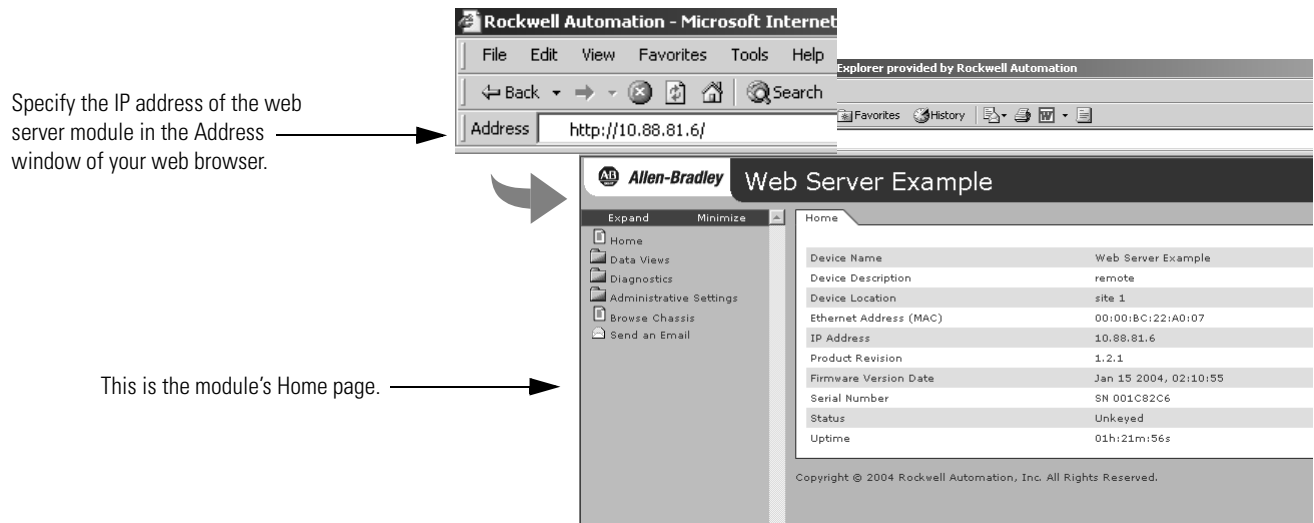 Rockwell Automation - Microsoft Internet
File Edit View Favorites Tools Help
Explorer provided by Rockwell Automation
Back Search
Favorites History
Address http://10.88.81.6/
Specify the IP address of the web
server module in the Address
window of your web browser.
AB Allen-Bradley Web Server Example
Expand Minimize
Home
Data Views
Diagnostics
Administrative Settings
Browse Chassis
Send an Email
Home
Device Name Web Server Example
Device Description remote
Device Location site 1
Ethernet Address (MAC) 00:00:BC:22:A0:07
IP Address 10.88.81.6
Product Revision 1.2.1
Firmware Version Date Jan 15 2004, 02:10:55
Serial Number SN 001C82C6
Status Unkeyed
Uptime 01h:21m:56s
This is the module's Home page.
Copyright © 2004 Rockwell Automation, Inc. All Rights Reserved.